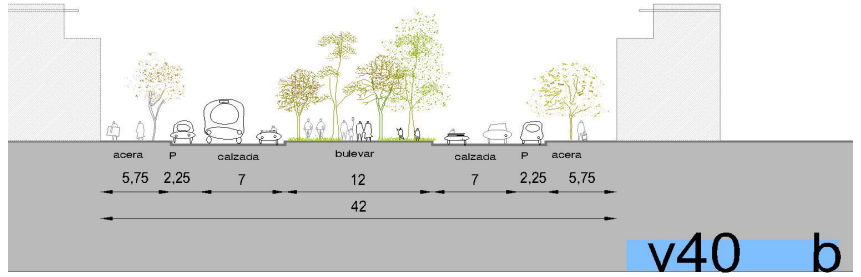 acera P calzada bulevar calzada P acera
5,75 2,25 7 12 7 2,25 5,75
42
v40 b